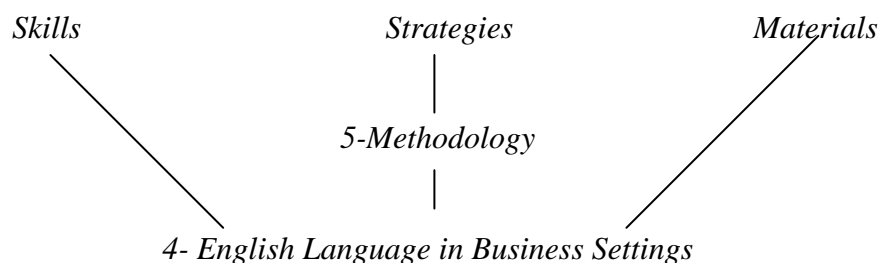 Skills Strategies Materials
5-Methodology
4- English Language in Business Settings